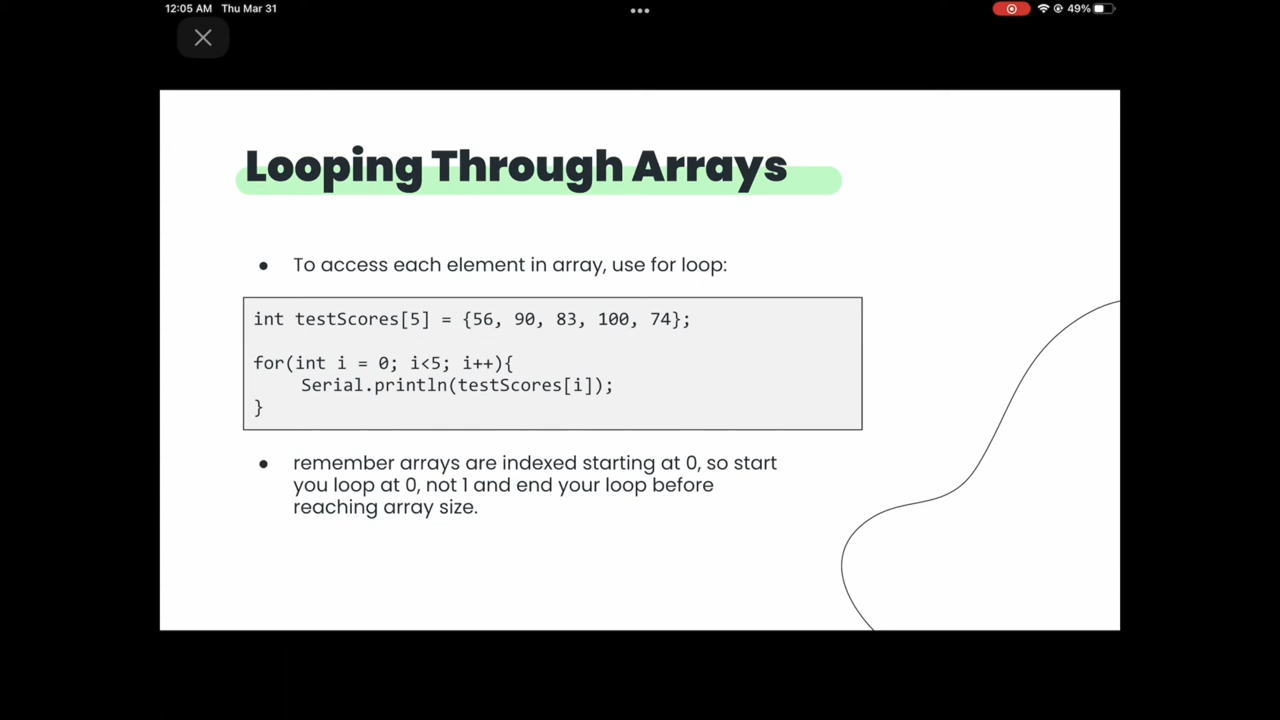 12:05 AM Thu Mar 31
49%
Looping Through Arrays
● To access each element in array, use for loop:
int testScores[5] = {56, 90, 83, 100, 74};
for(int i = 0; i<5; i++){
Serial.println(testScores[i]);
}
● remember arrays are indexed starting at 0, so start
you loop at 0, not 1 and end your loop before
reaching array size.